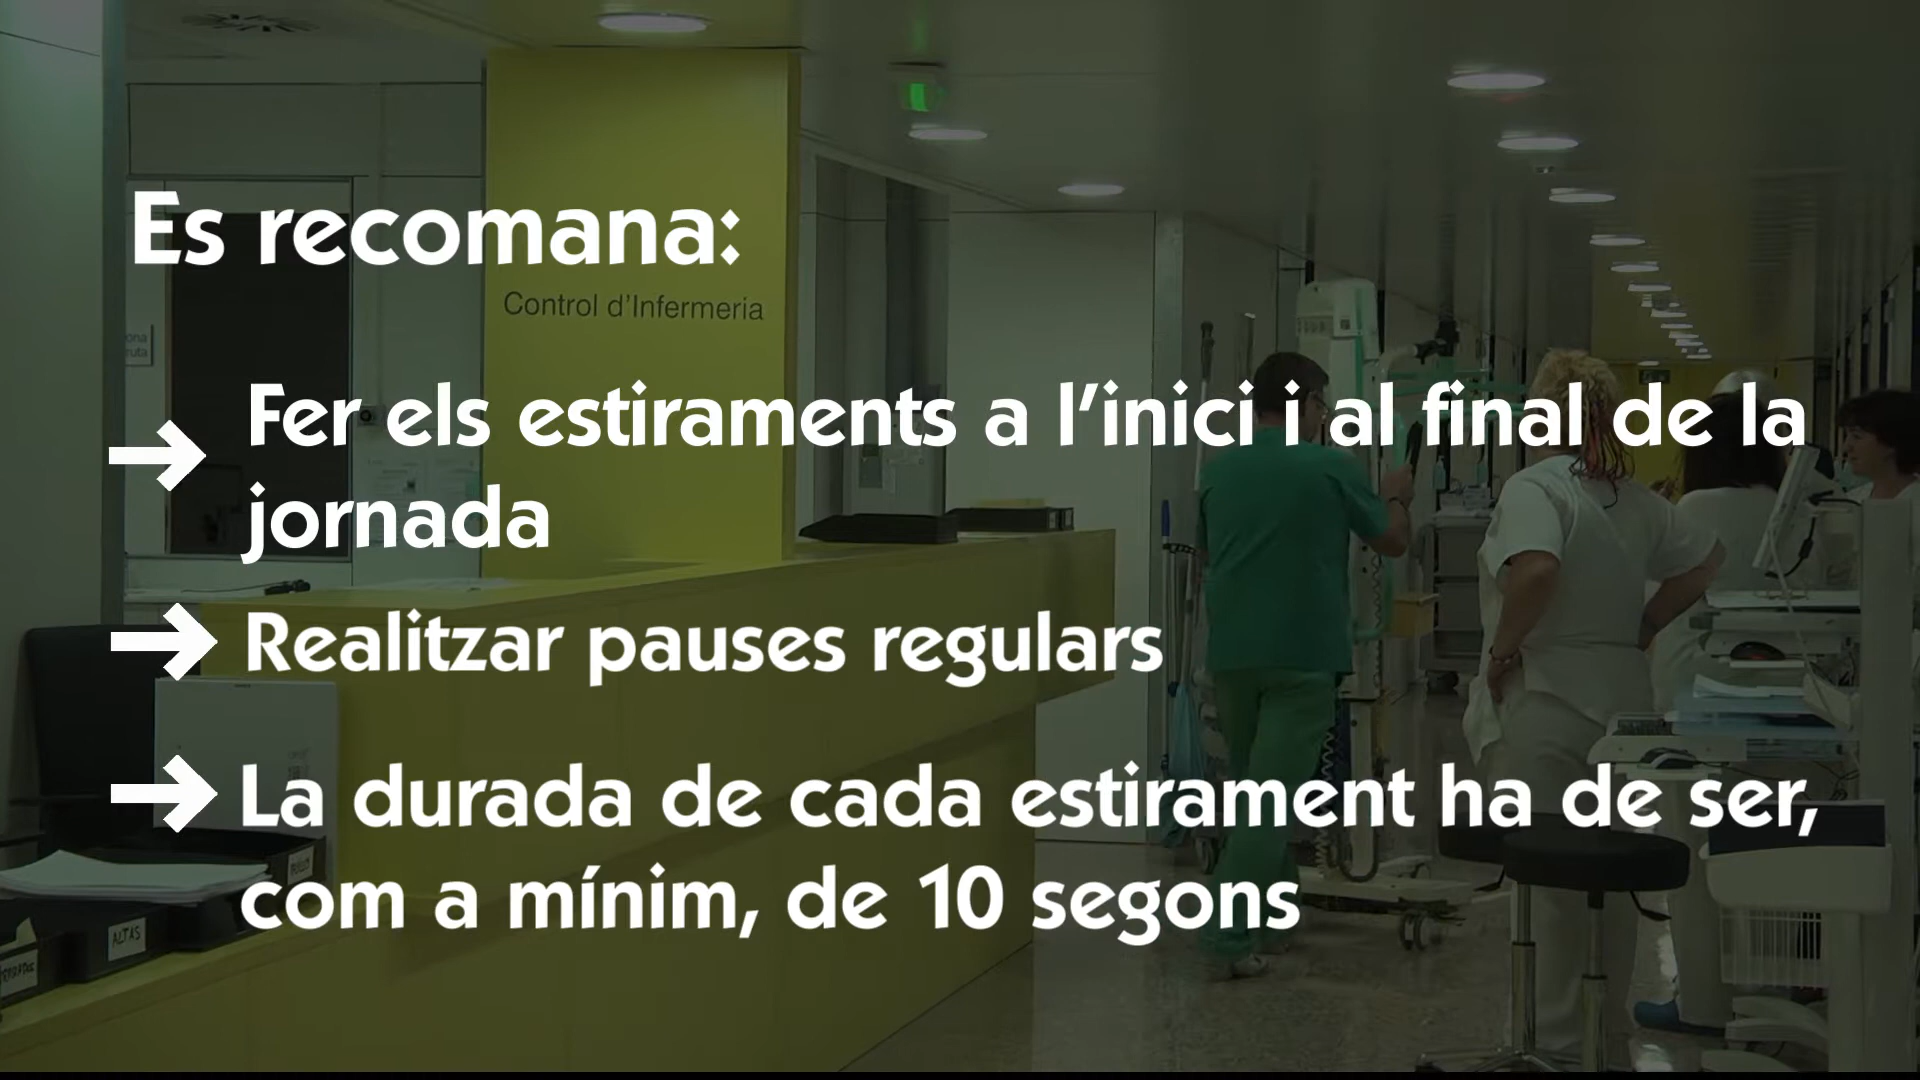 Es recomana:
Control d'Infermeria
Fer els estiraments a l'inici i al final de la
jornada
Realitzar pauses regulars
La durada de cada estirament ha de ser,
com a mínim, de 10 segons
ALTAS